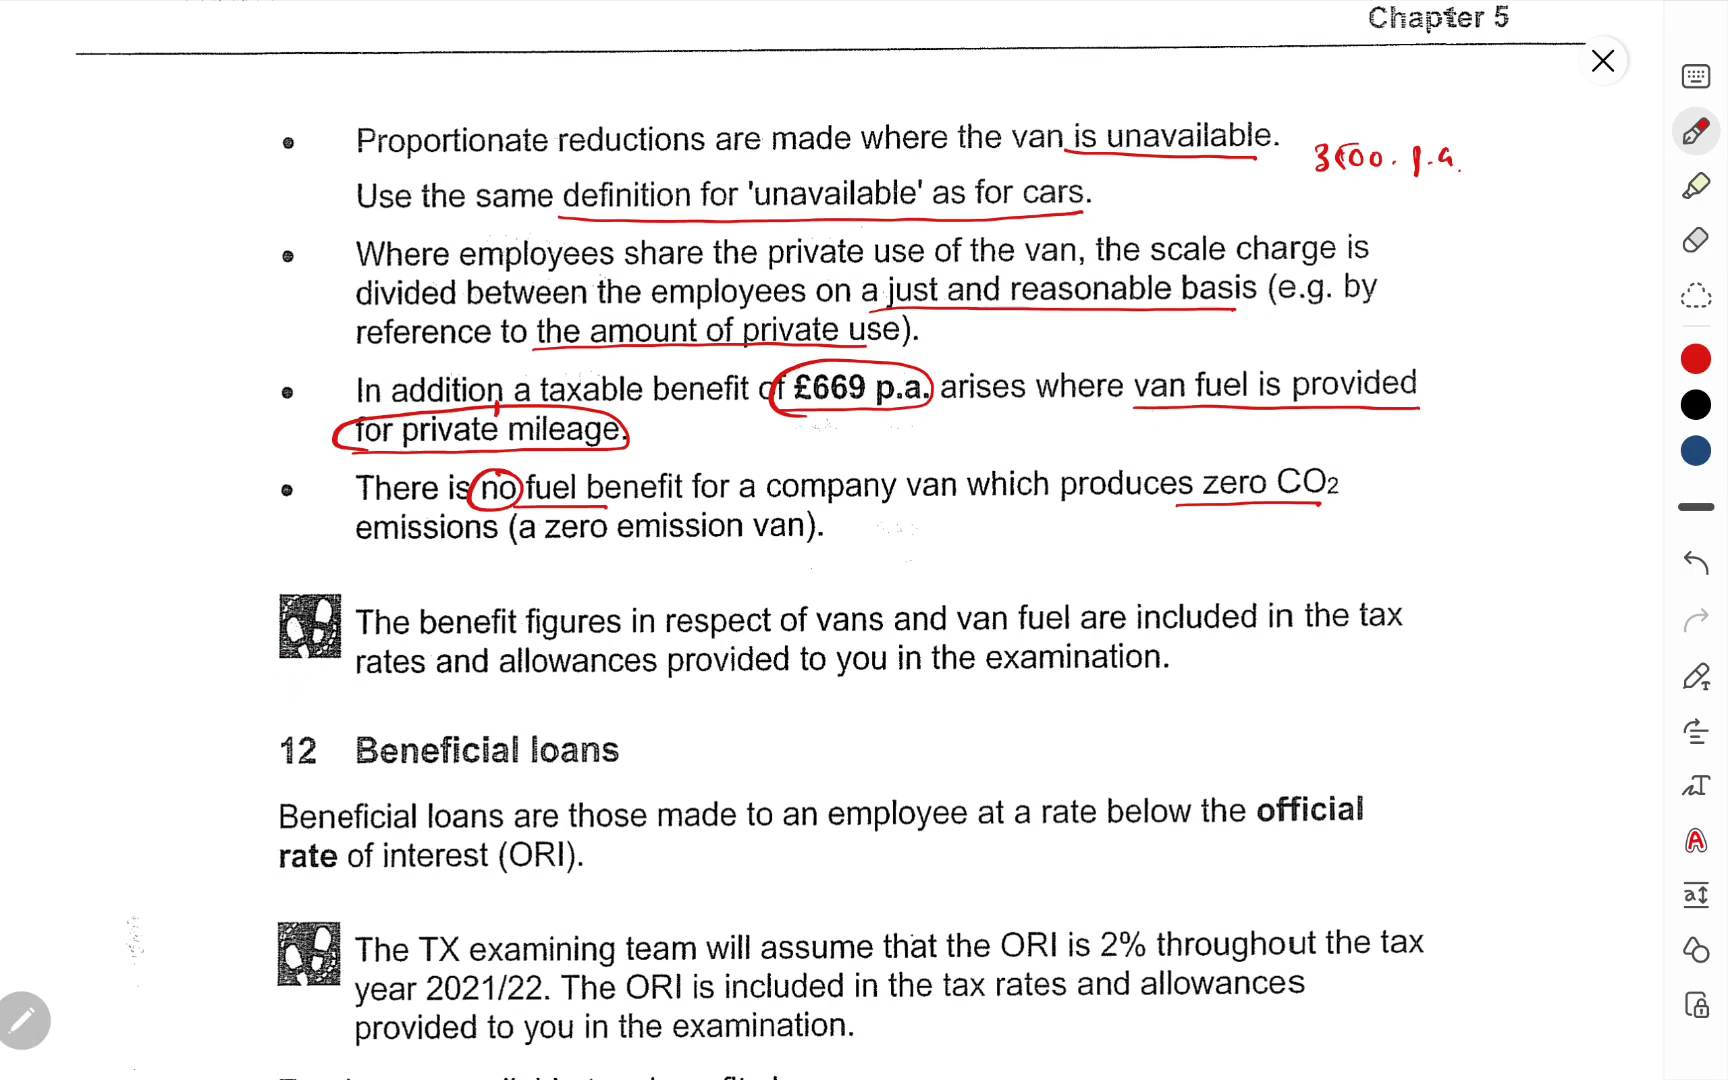 Chapter 5
• Proportionate reductions are made where the van is unavailable.
3500. p.a.
Use the same definition for 'unavailable' as for cars.
• Where employees share the private use of the van, the scale charge is
divided between the employees on a just and reasonable basis (e.g. by
reference to the amount of private use).
• In addition a taxable benefit of £669 p.a. arises where van fuel is provided
for private mileage.
• There is no fuel benefit for a company van which produces zero CO2
emissions (a zero emission van).
The benefit figures in respect of vans and van fuel are included in the tax
rates and allowances provided to you in the examination.
12 Beneficial loans
Beneficial loans are those made to an employee at a rate below the official
rate of interest (ORI).
The TX examining team will assume that the ORI is 2% throughout the tax
year 2021/22. The ORI is included in the tax rates and allowances
provided to you in the examination.